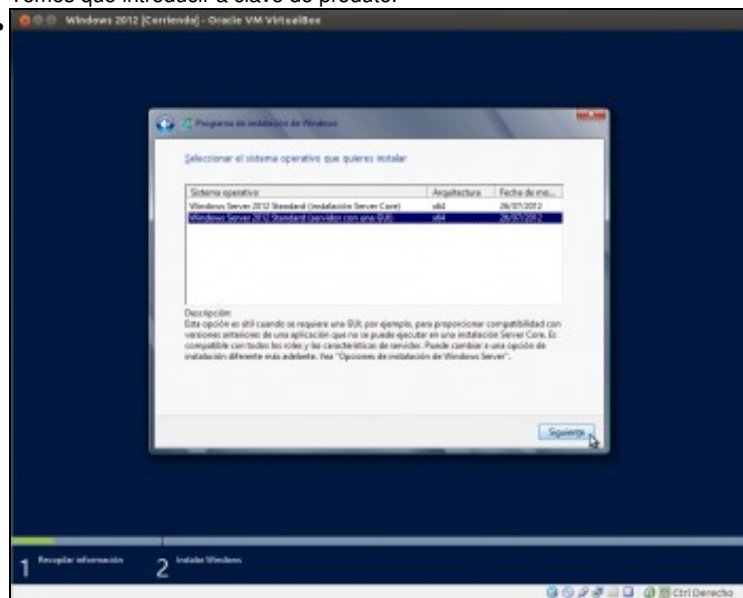 Temos que introducir a clave de produto.
Windows 2012 [Corriendo] - Oracle VM VirtualBox
Programa de instalación de Windows
Seleccionar el sistema operativo que quieres instalar
Sistema operativo Arquitectura Fecha de mo...
Windows Server 2012 Standard (instalación Server Core) x64 26/07/2012
Windows Server 2012 Standard (servidor con una GUI) x64 26/07/2012
Descripción:
Esta opción es útil cuando se requiere una GUI; por ejemplo, para proporcionar compatibilidad con
versiones anteriores de una aplicación que no se puede ejecutar en una instalación Server Core. Es
compatible con todos los roles y las características de servidor. Puede cambiar a una opción de
instalación diferente más adelante. Vea "Opciones de instalación de Windows Server".
Siguiente
1 Recopilar información
2 Instalar Windows
Ctrl Derecho